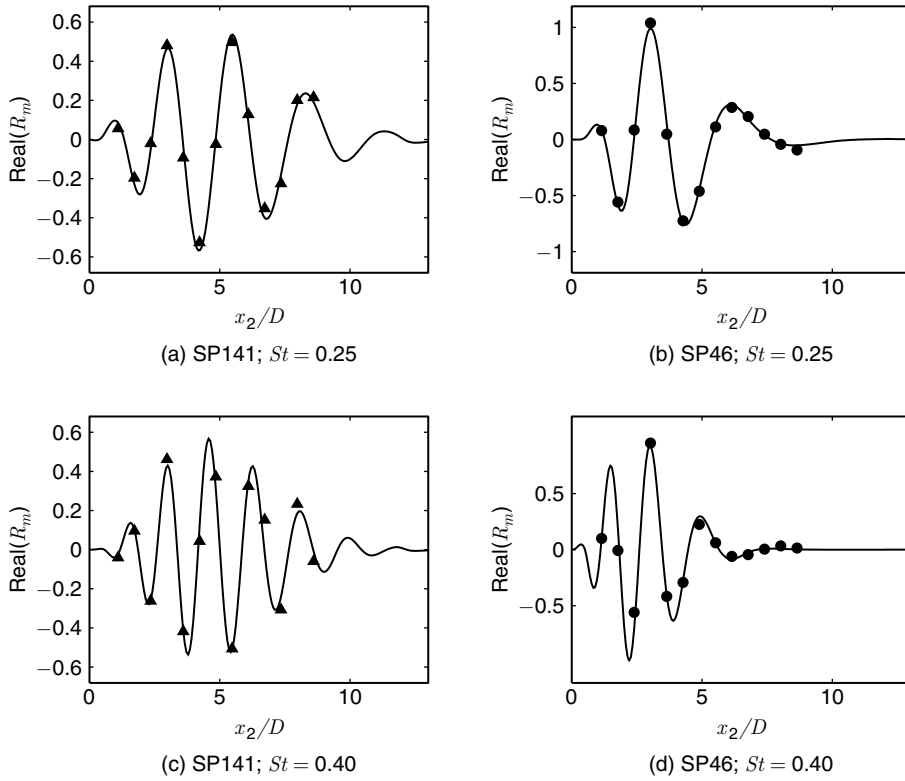 0.6
0.4
0.2
0
−0.2
−0.4
−0.6
Real(R_m)
0 5 10
x_2/D
(a) SP141; St = 0.25
1
0.5
0
−0.5
−1
Real(R_m)
0 5 10
x_2/D
(b) SP46; St = 0.25
0.6
0.4
0.2
0
−0.2
−0.4
−0.6
Real(R_m)
0 5 10
x_2/D
(c) SP141; St = 0.40
0.5
0
−0.5
Real(R_m)
0 5 10
x_2/D
(d) SP46; St = 0.40